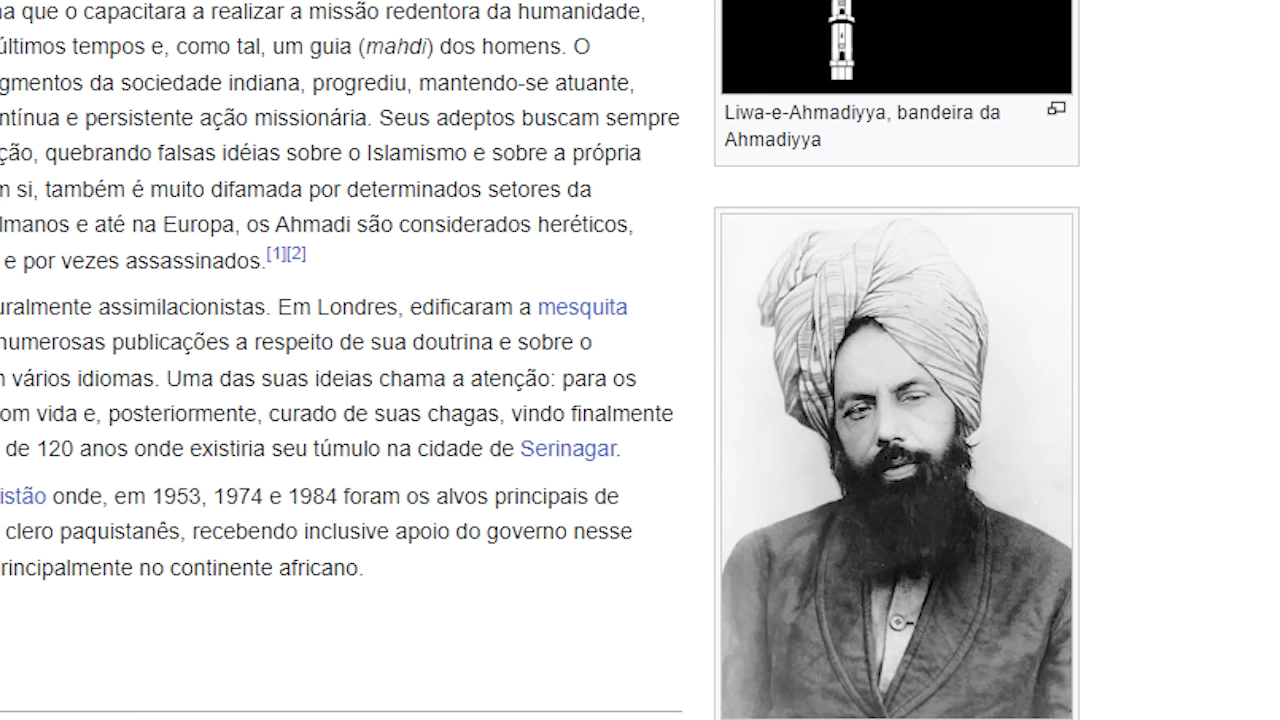 na que o capacitara a realizar a missão redentora da humanidade,
últimos tempos e, como tal, um guia (mahdi) dos homens. O
gmentos da sociedade indiana, progrediu, mantendo-se atuante,
ntínua e persistente ação missionária. Seus adeptos buscam sempre
ção, quebrando falsas idéias sobre o Islamismo e sobre a própria
m si, também é muito difamada por determinados setores da
lmanos e até na Europa, os Ahmadi são considerados heréticos,
e por vezes assassinados.[1][2]
uralmente assimilacionistas. Em Londres, edificaram a mesquita
numerosas publicações a respeito de sua doutrina e sobre o
m vários idiomas. Uma das suas ideias chama a atenção: para os
om vida e, posteriormente, curado de suas chagas, vindo finalmente
de 120 anos onde existiria seu túmulo na cidade de Serinagar.
istão onde, em 1953, 1974 e 1984 foram os alvos principais de
clero paquistanês, recebendo inclusive apoio do governo nesse
rincipalmente no continente africano.
Liwa-e-Ahmadiyya, bandeira da
Ahmadiyya